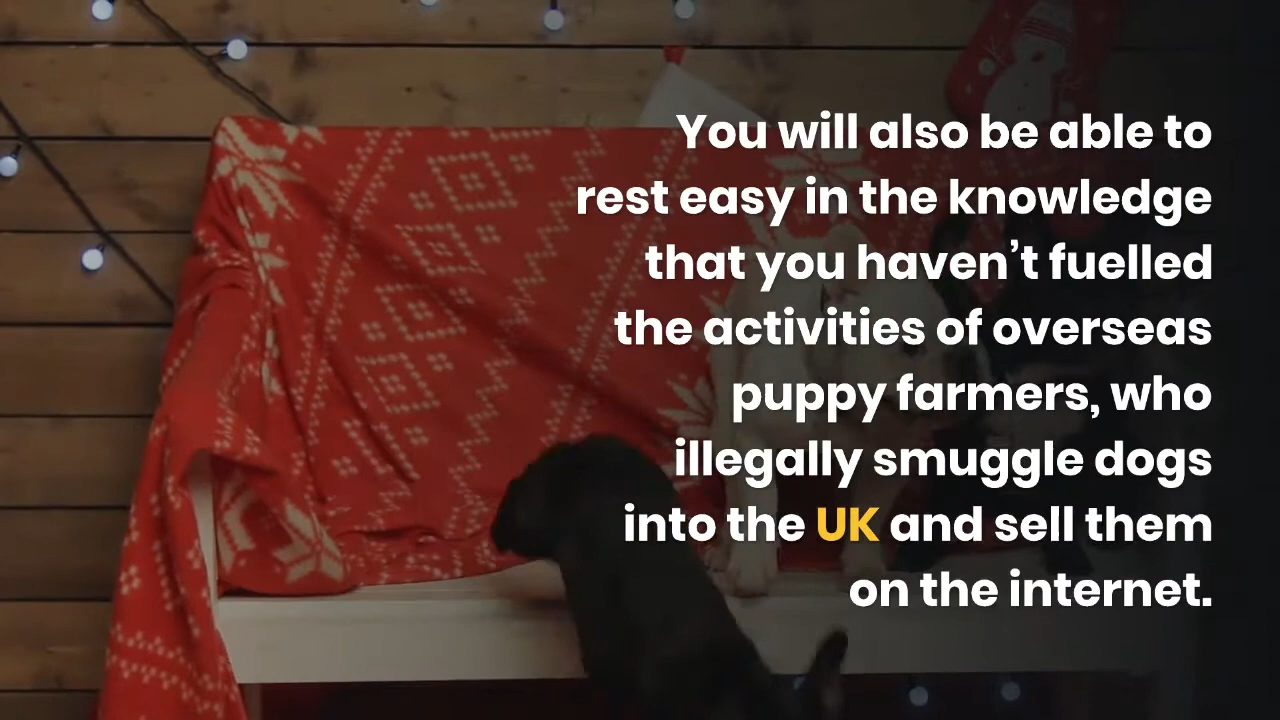 You will also be able to
rest easy in the knowledge
that you haven’t fuelled
the activities of overseas
puppy farmers, who
illegally smuggle dogs
into the UK and sell them
on the internet.